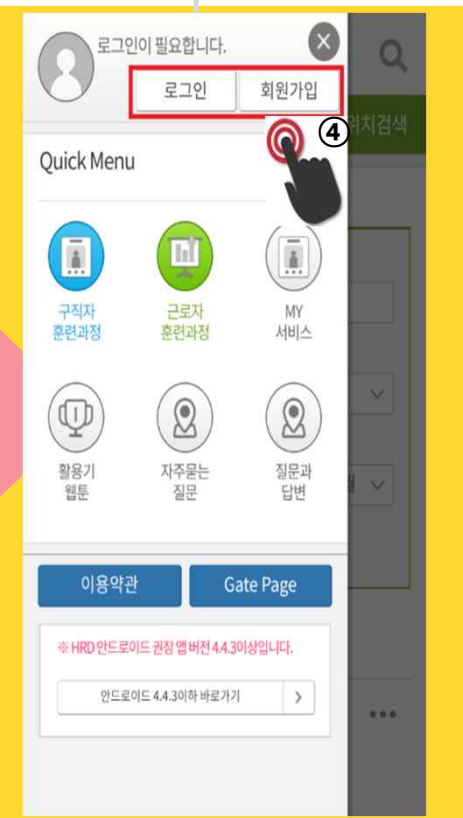 로그인이 필요합니다.
로그인 회원가입
④
위치검색
Quick Menu
구직자
훈련과정
근로자
훈련과정
MY
서비스
활용기
웹툰
자주묻는
질문
질문과
답변
이용약관 Gate Page
※ HRD 안드로이드 권장 앱 버전 4.4.3이상입니다.
안드로이드 4.4.3이하 바로가기